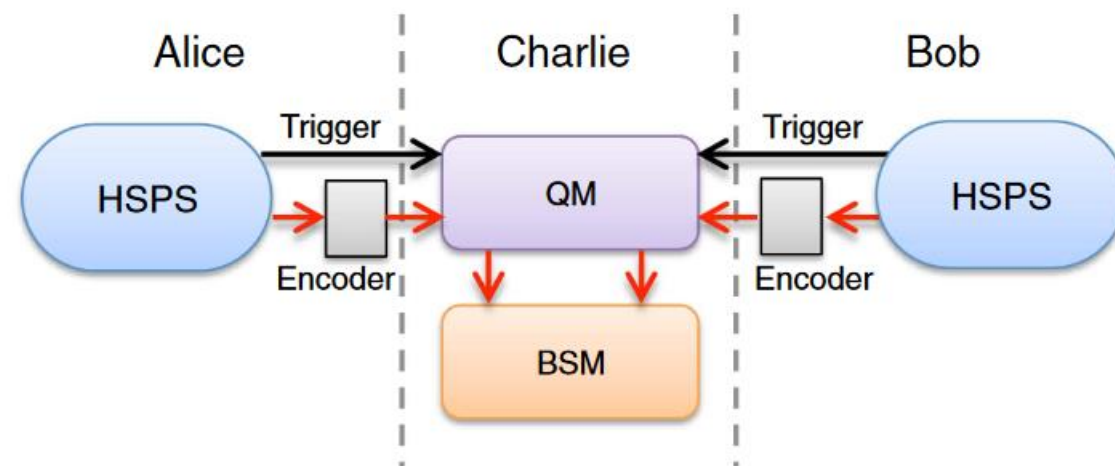 Alice
Charlie
Bob
Trigger
Trigger
HSPS
QM
HSPS
Encoder
Encoder
BSM